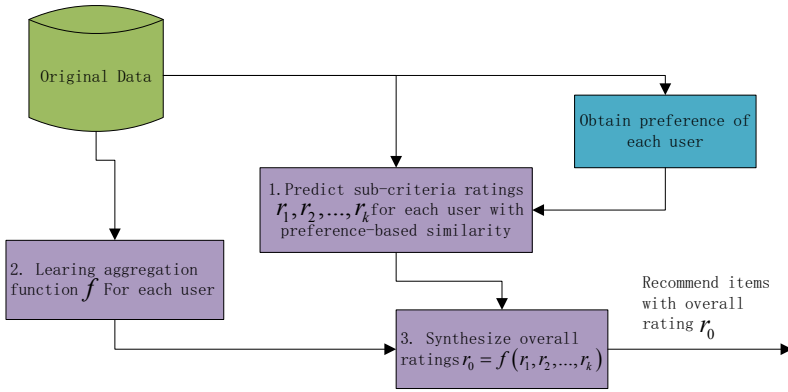 Original Data
Obtain preference of
each user
1.Predict sub-criteria ratings
r₁,r₂,...,rₖ for each user with
preference-based similarity
2. Learing aggregation
function f For each user
3. Synthesize overall
ratings r₀ = f(r₁,r₂,...,rₖ)
Recommend items
with overall
rating r₀